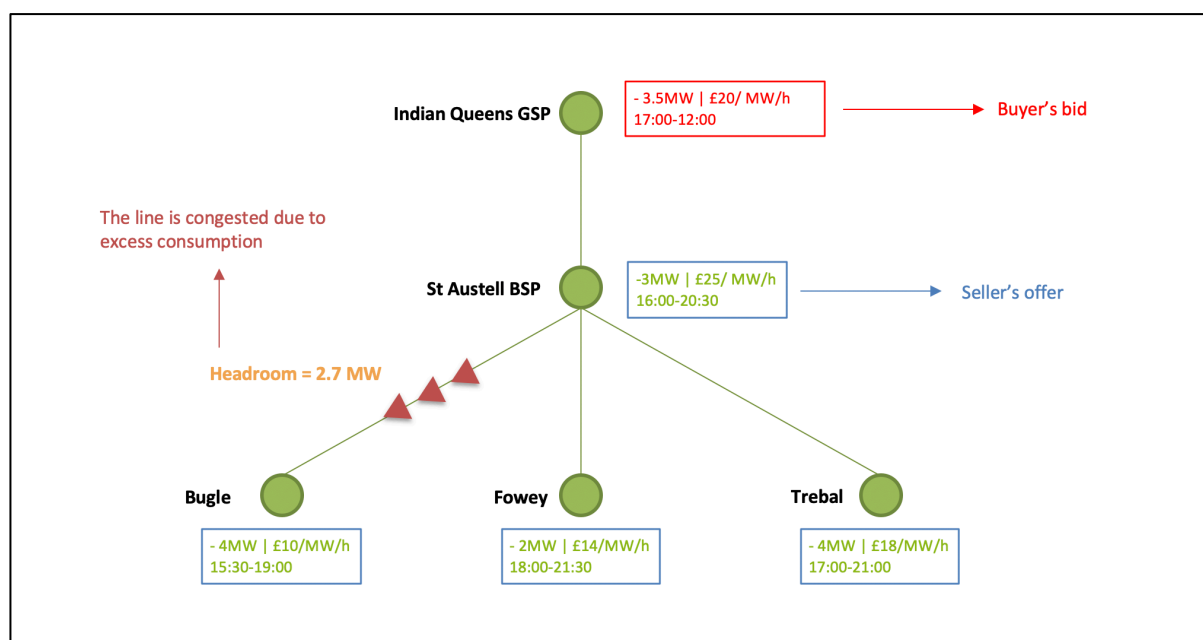 Indian Queens GSP
- 3.5MW | £20/ MW/h
17:00-12:00
Buyer's bid
The line is congested due to
excess consumption
St Austell BSP
-3MW | £25/ MW/h
16:00-20:30
Seller's offer
Headroom = 2.7 MW
Bugle
Fowey
Trebal
- 4MW | £10/MW/h
15:30-19:00
- 2MW | £14/MW/h
18:00-21:30
- 4MW | £18/MW/h
17:00-21:00